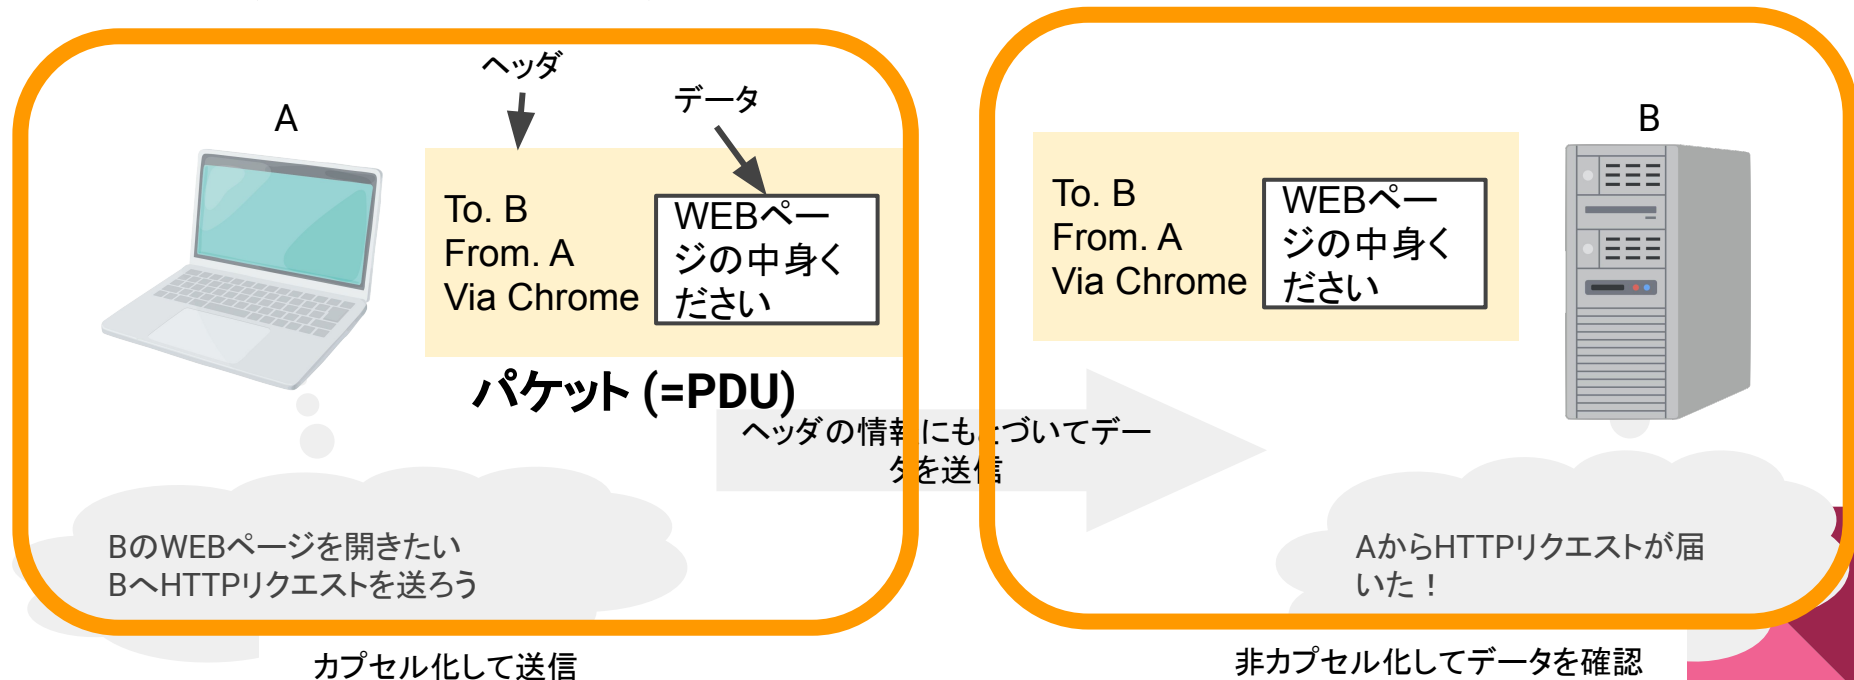 ヘッダ
データ
A
To. B
From. A
Via Chrome
WEBペー
ジの中身く
ださい
パケット (=PDU)
BのWEBページを開きたい
BへHTTPリクエストを送ろう
カプセル化して送信
ヘッダの情報にもとづいてデー
タを送信
B
To. B
From. A
Via Chrome
WEBペー
ジの中身く
ださい
AからHTTPリクエストが届
いた！
非カプセル化してデータを確認